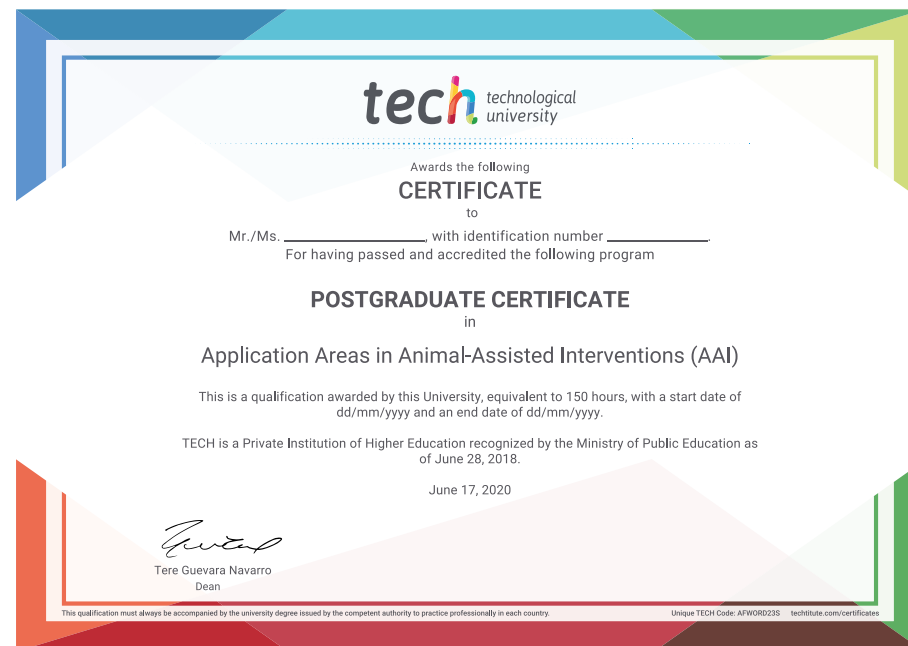 tech technological
university
Awards the following
CERTIFICATE
to
Mr./Ms. ____________________, with identification number ______________.
For having passed and accredited the following program
POSTGRADUATE CERTIFICATE
in
Application Areas in Animal-Assisted Interventions (AAI)
This is a qualification awarded by this University, equivalent to 150 hours, with a start date of
dd/mm/yyyy and an end date of dd/mm/yyyy.
TECH is a Private Institution of Higher Education recognized by the Ministry of Public Education as
of June 28, 2018.
June 17, 2020
Tere Guevara Navarro
Dean
This qualification must always be accompanied by the university degree issued by the competent authority to practice professionally in each country.
Unique TECH Code: AFWORD23S techtitute.com/certificates